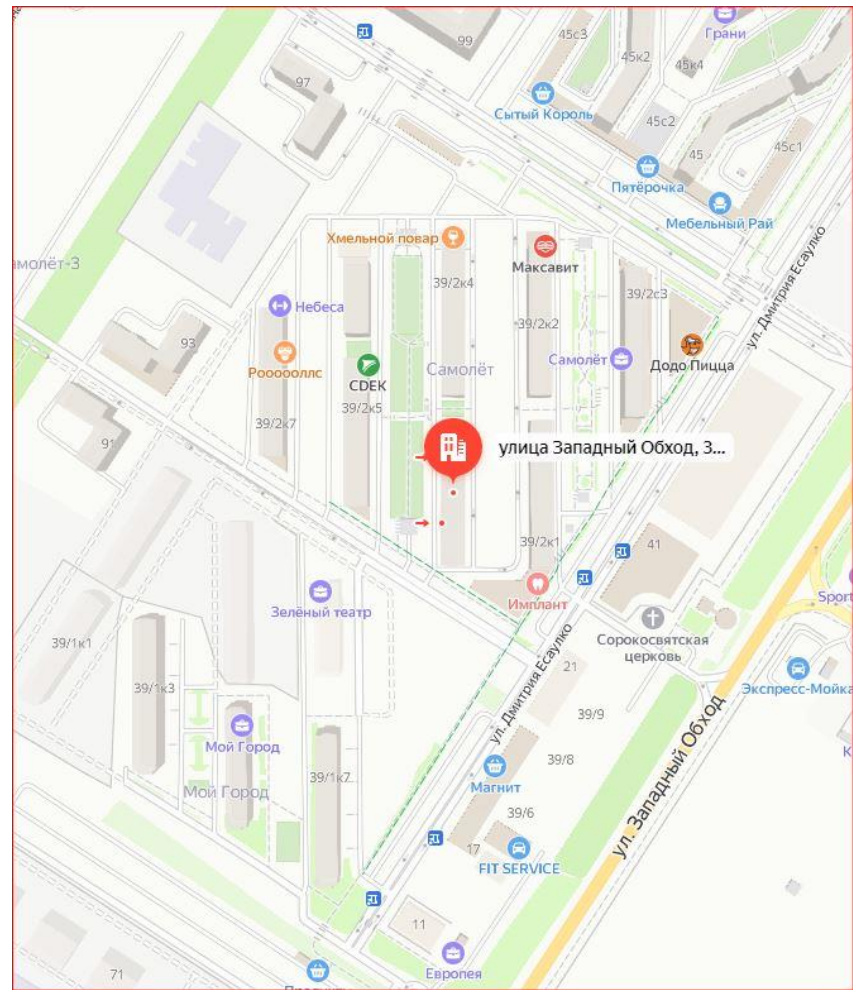 Грани
99
45с3
45к2
45к4
97
Сытый Король
45с2
45
45с1
Пятёрочка
Мебельный Рай
Хмельной повар
Максавит
ул. Дмитрия Есаулко
амолёт-3
39/2к4
39/2с3
Небеса
39/2к2
93
Роооооллс
CDEK
Самолёт
Самолёт
Додо Пицца
39/2к5
39/2к7
91
улица Западный Обход, 3...
39/2к1
41
Имплант
Зелёный театр
Sport
Сорокосвятская
церковь
39/1к1
21
ул. Дмитрия Есаулко
Экспресс-Мойка
39/1к3
39/9
Мой Город
39/8
39/1к7
Магнит
Мой Город
39/6
ул. Западный Обход
17
FIT SERVICE
11
71
Европея